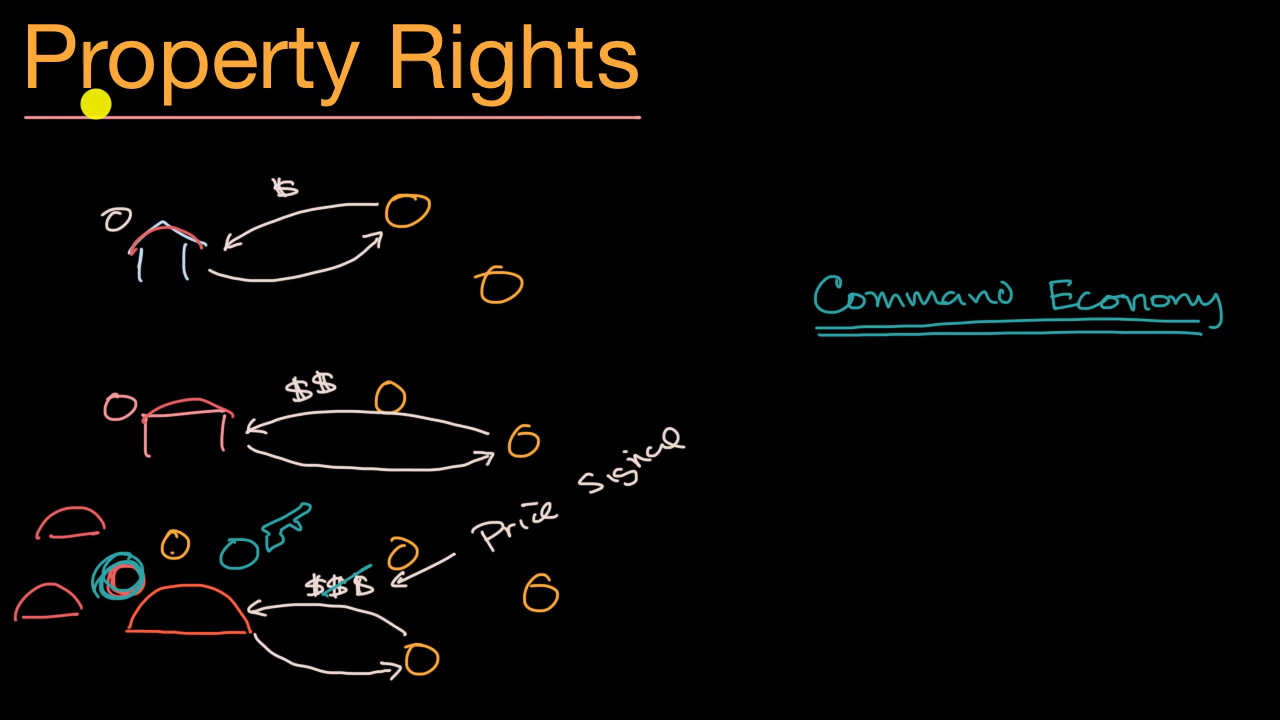 Property Rights
$
Command Economy
$$
Price Signal
$$$